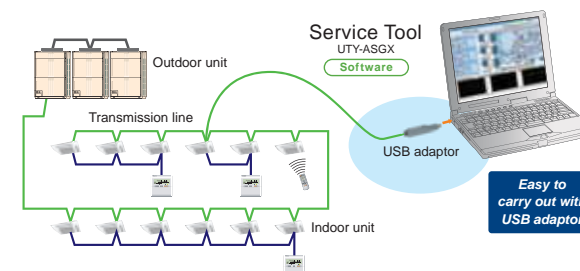 Service Tool
UTY-ASGX
Software
Outdoor unit
Transmission line
USB adaptor
Easy to
carry out with
USB adaptor
Indoor unit